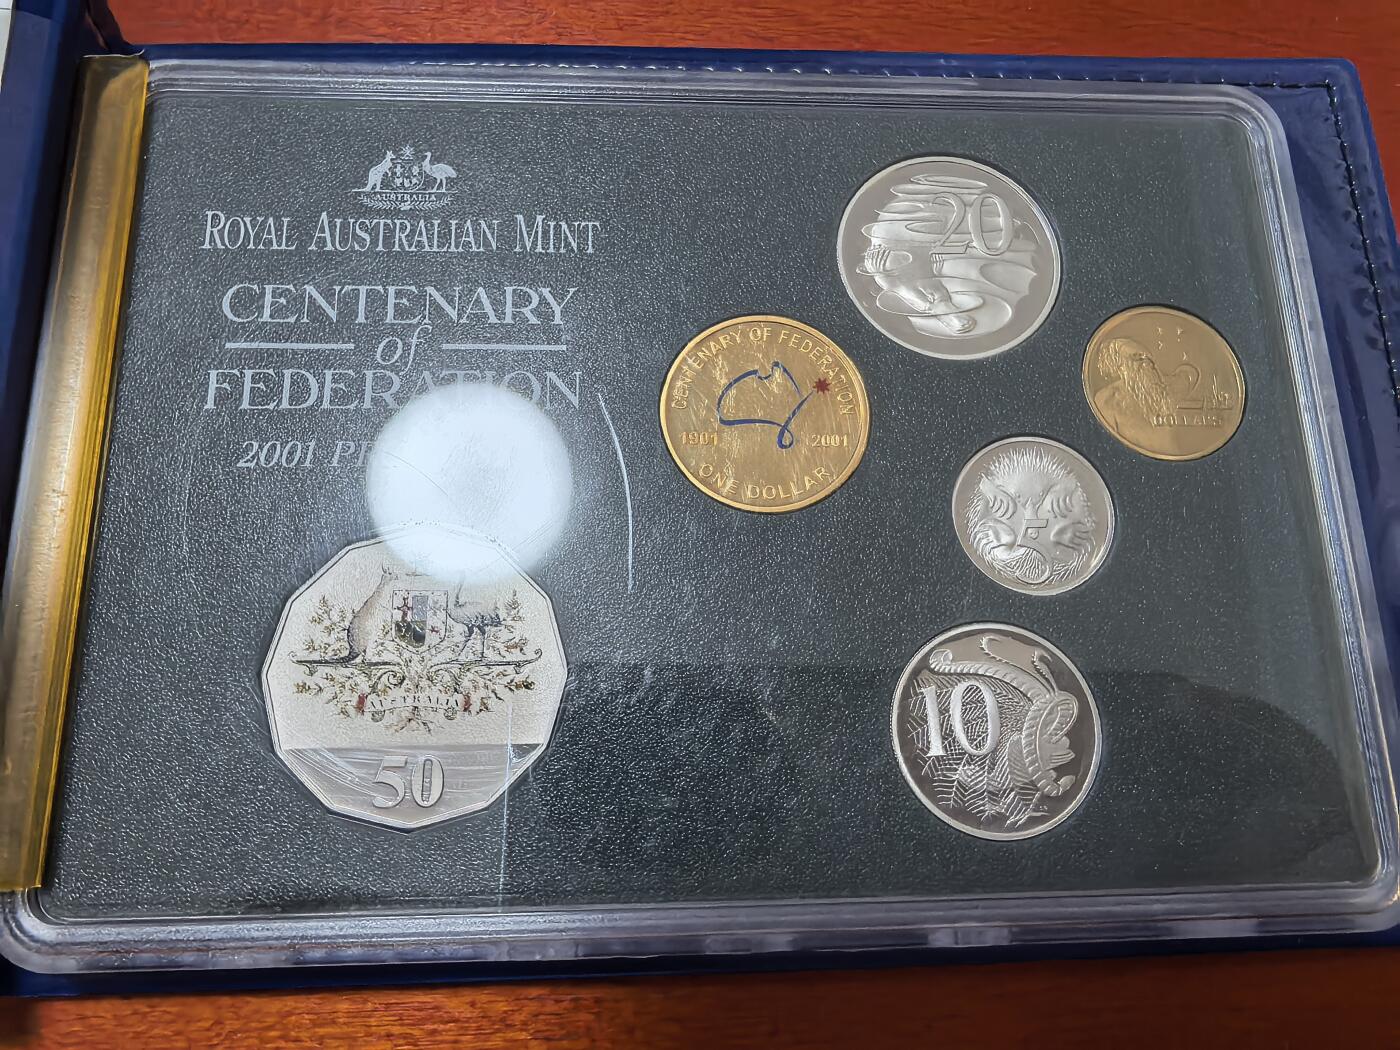 AUSTRALIA
ROYAL AUSTRALIAN MINT
CENTENARY
of
FEDERATION
2001
20
CENTENARY OF FEDERATION
1901 2001
ONE DOLLAR
2
DOLLARS
5
10
AUSTRALIA
50